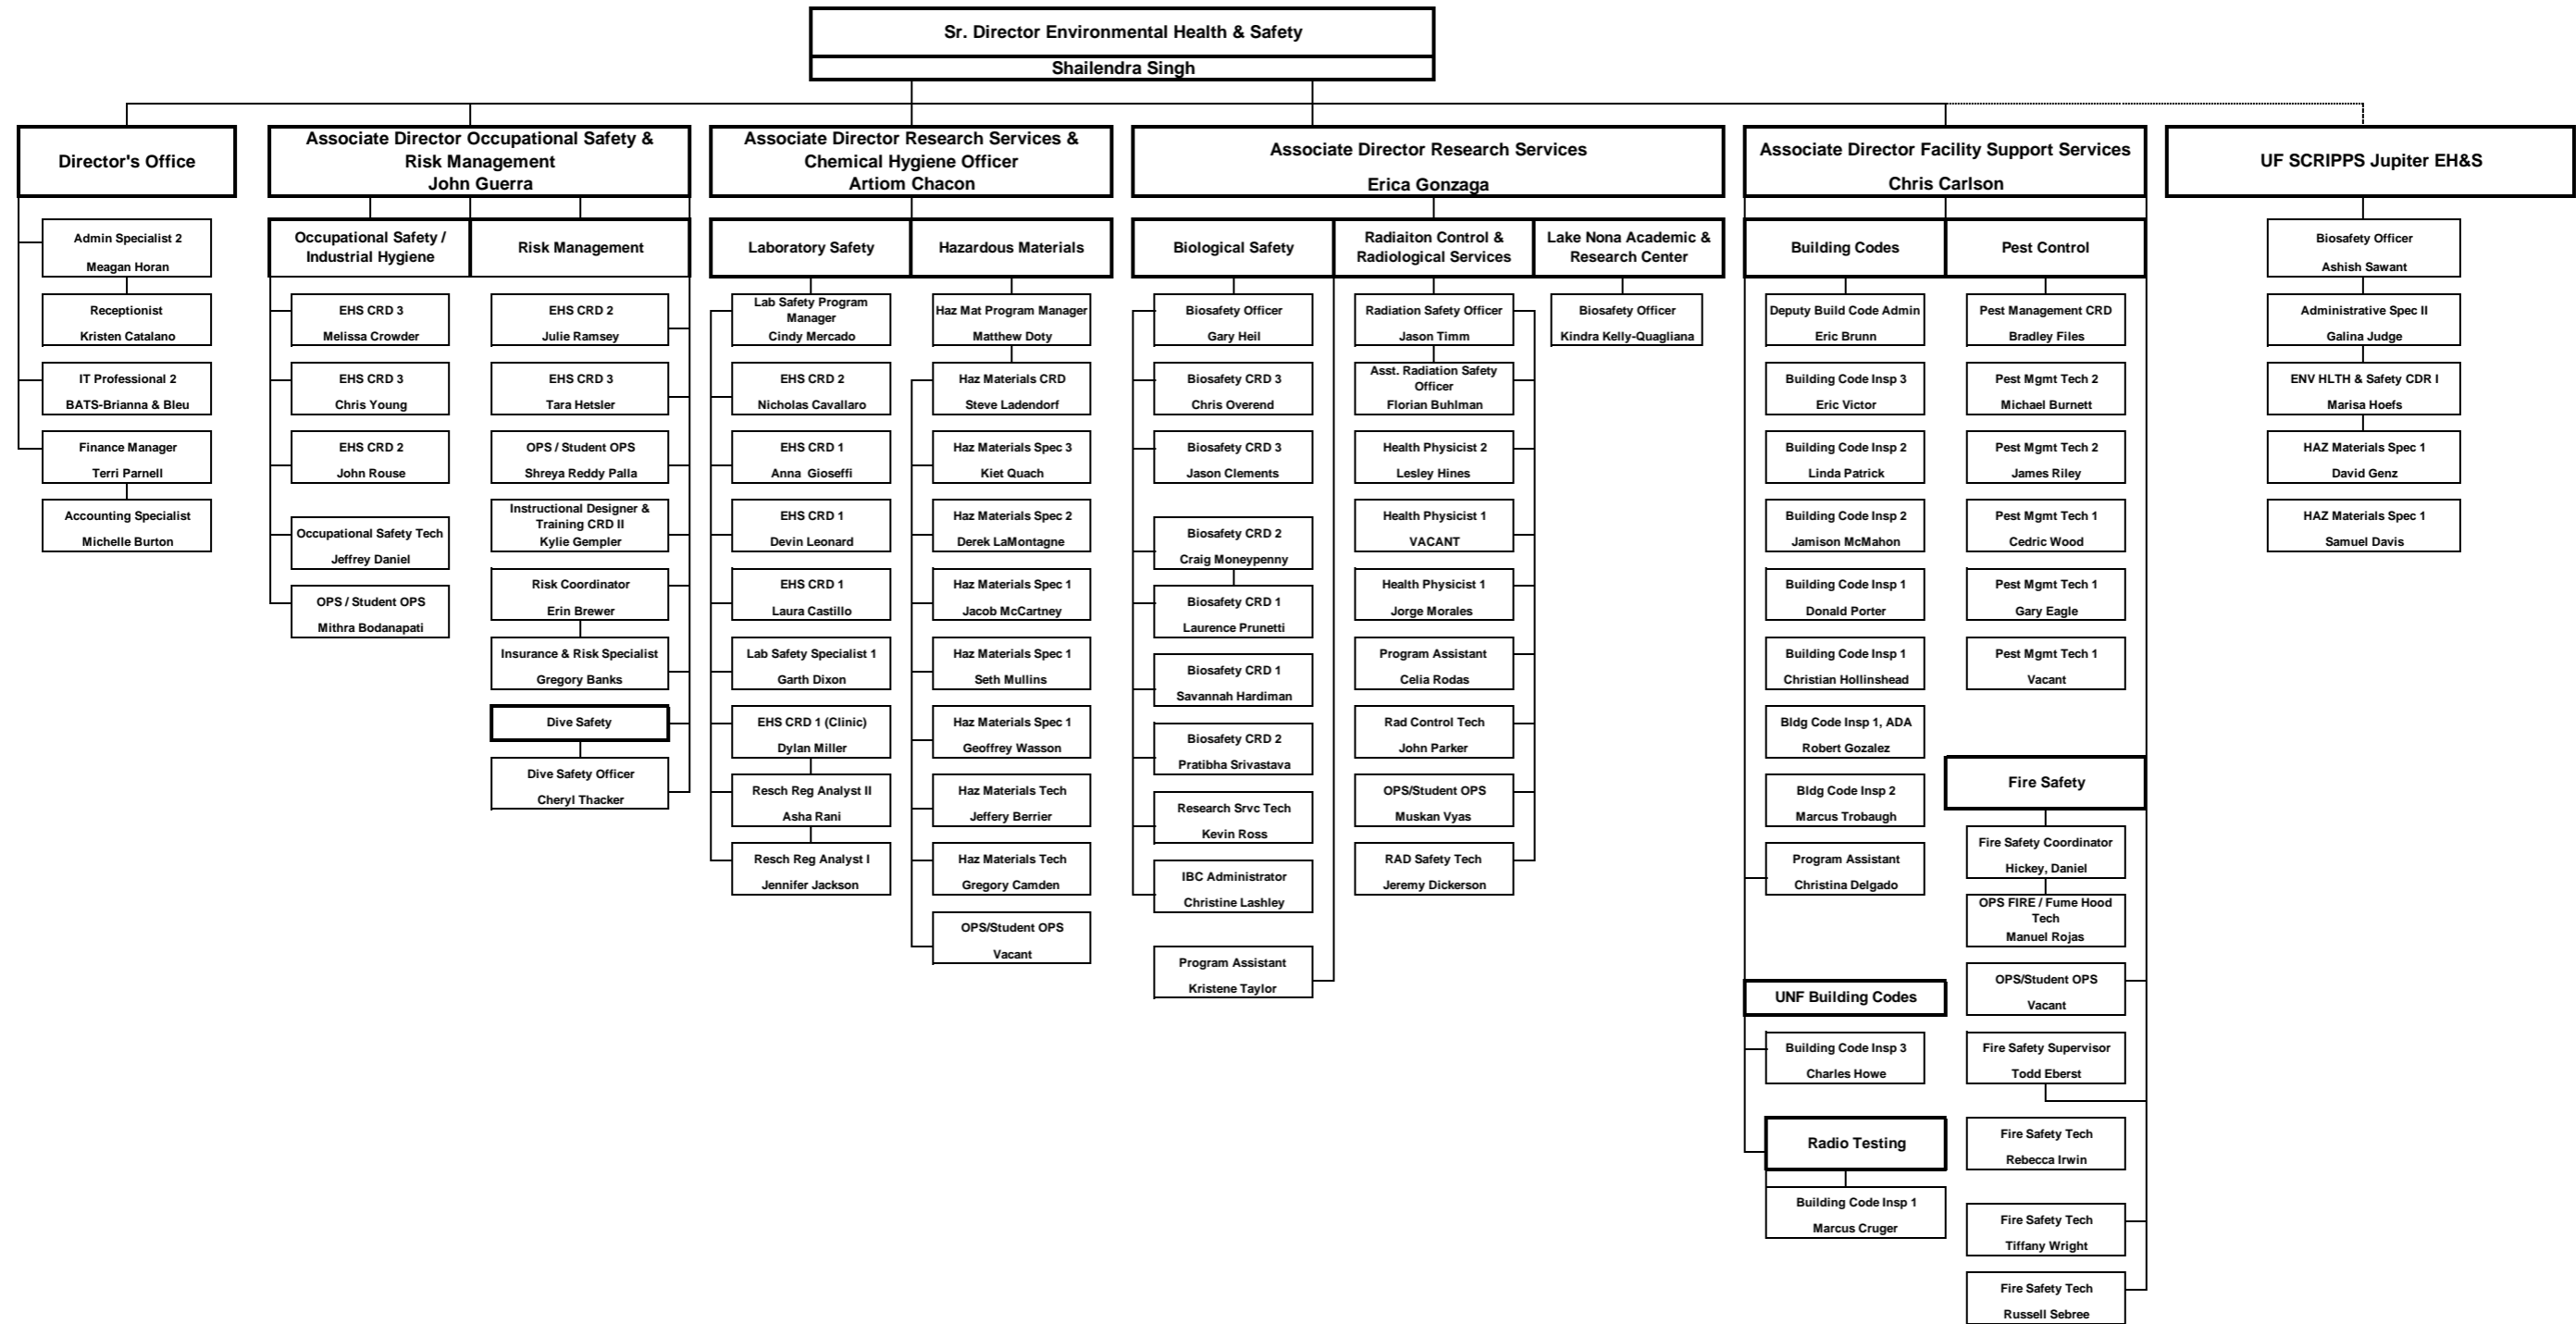 Sr. Director Environmental Health & Safety
Shailendra Singh
Director's Office
Admin Specialist 2
Meagan Horan
Receptionist
Kristen Catalano
IT Professional 2
BATS-Brianna & Bleu
Finance Manager
Terri Parnell
Accounting Specialist
Michelle Burton
Associate Director Occupational Safety &
Risk Management
John Guerra
Occupational Safety /
Industrial Hygiene
EHS CRD 3
Melissa Crowder
EHS CRD 3
Chris Young
EHS CRD 2
John Rouse
Occupational Safety Tech
Jeffrey Daniel
OPS / Student OPS
Mithra Bodanapati
Risk Management
EHS CRD 2
Julie Ramsey
EHS CRD 3
Tara Hetsler
OPS / Student OPS
Shreya Reddy Palla
Instructional Designer &
Training CRD II
Kylie Gempler
Risk Coordinator
Erin Brewer
Insurance & Risk Specialist
Gregory Banks
Dive Safety
Dive Safety Officer
Cheryl Thacker
Associate Director Research Services &
Chemical Hygiene Officer
Artiom Chacon
Laboratory Safety
Lab Safety Program
Manager
Cindy Mercado
EHS CRD 2
Nicholas Cavallaro
EHS CRD 1
Anna  Gioseffi
EHS CRD 1
Devin Leonard
EHS CRD 1
Laura Castillo
Lab Safety Specialist 1
Garth Dixon
EHS CRD 1 (Clinic)
Dylan Miller
Resch Reg Analyst II
Asha Rani
Resch Reg Analyst I
Jennifer Jackson
Hazardous Materials
Haz Mat Program Manager
Matthew Doty
Haz Materials CRD
Steve Ladendorf
Haz Materials Spec 3
Kiet Quach
Haz Materials Spec 2
Derek LaMontagne
Haz Materials Spec 1
Jacob McCartney
Haz Materials Spec 1
Seth Mullins
Haz Materials Spec 1
Geoffrey Wasson
Haz Materials Tech
Jeffery Berrier
Haz Materials Tech
Gregory Camden
OPS/Student OPS
Vacant
Associate Director Research Services
Erica Gonzaga
Biological Safety
Biosafety Officer
Gary Heil
Biosafety CRD 3
Chris Overend
Biosafety CRD 3
Jason Clements
Biosafety CRD 2
Craig Moneypenny
Biosafety CRD 1
Laurence Prunetti
Biosafety CRD 1
Savannah Hardiman
Biosafety CRD 2
Pratibha Srivastava
Research Srvc Tech
Kevin Ross
IBC Administrator
Christine Lashley
Program Assistant
Kristene Taylor
Radiaiton Control &
Radiological Services
Radiation Safety Officer
Jason Timm
Asst. Radiation Safety
Officer
Florian Buhlman
Health Physicist 2
Lesley Hines
Health Physicist 1
VACANT
Health Physicist 1
Jorge Morales
Program Assistant
Celia Rodas
Rad Control Tech
John Parker
OPS/Student OPS
Muskan Vyas
RAD Safety Tech
Jeremy Dickerson
Lake Nona Academic &
Research Center
Biosafety Officer
Kindra Kelly-Quagliana
Associate Director Facility Support Services
Chris Carlson
Building Codes
Deputy Build Code Admin
Eric Brunn
Building Code Insp 3
Eric Victor
Building Code Insp 2
Linda Patrick
Building Code Insp 2
Jamison McMahon
Building Code Insp 1
Donald Porter
Building Code Insp 1
Christian Hollinshead
Bldg Code Insp 1, ADA
Robert Gozalez
Bldg Code Insp 2
Marcus Trobaugh
Program Assistant
Christina Delgado
UNF Building Codes
Building Code Insp 3
Charles Howe
Radio Testing
Building Code Insp 1
Marcus Cruger
Pest Control
Pest Management CRD
Bradley Files
Pest Mgmt Tech 2
Michael Burnett
Pest Mgmt Tech 2
James Riley
Pest Mgmt Tech 1
Cedric Wood
Pest Mgmt Tech 1
Gary Eagle
Pest Mgmt Tech 1
Vacant
Fire Safety
Fire Safety Coordinator
Hickey, Daniel
OPS FIRE / Fume Hood
Tech
Manuel Rojas
OPS/Student OPS
Vacant
Fire Safety Supervisor
Todd Eberst
Fire Safety Tech
Rebecca Irwin
Fire Safety Tech
Tiffany Wright
Fire Safety Tech
Russell Sebree
UF SCRIPPS Jupiter EH&S
Biosafety Officer
Ashish Sawant
Administrative Spec II
Galina Judge
ENV HLTH & Safety CDR I
Marisa Hoefs
HAZ Materials Spec 1
David Genz
HAZ Materials Spec 1
Samuel Davis